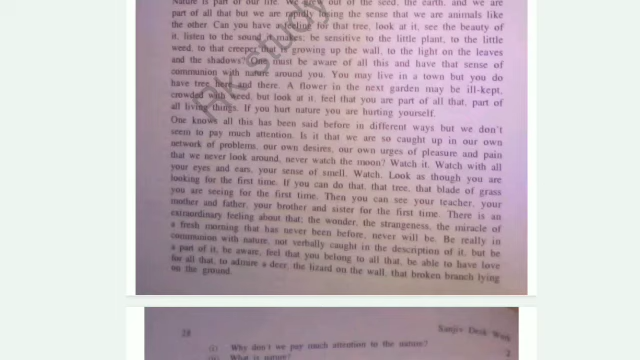 Nature is part of our life. We grew out of the seed, the earth, and we are
part of all that but we are rapidly losing the sense that we are animals like
the other. Can you have a feeling for that tree, look at it, see the beauty of
it, listen to the sound it makes; be sensitive to the little plant, to the little
weed, to that creeper that is growing up the wall, to the light on the leaves
and the shadows? One must be aware of all this and have that sense of
communion with nature around you. You may live in a town but you do
have tree here and there. A flower in the next garden may be ill-kept,
crowded with weed, but look at it, feel that you are part of all that, part of
all living things. If you hurt nature you are hurting yourself.
One knows all this has been said before in different ways but we don't
seem to pay much attention. Is it that we are so caught up in our own
network of problems, our own desires, our own urges of pleasure and pain
that we never look around, never watch the moon? Watch it. Watch with all
your eyes and ears, your sense of smell. Watch. Look as though you are
looking for the first time. If you can do that, that tree, that blade of grass
you are seeing for the first time. Then you can see your teacher, your
mother and father, your brother and sister for the first time. There is an
extraordinary feeling about that; the wonder, the strangeness, the miracle of
a fresh morning that has never been before, never will be. Be really in
communion with nature, not verbally caught in the description of it, but be
a part of it, be aware, feel that you belong to all that, be able to have love
for all that, to admire a deer, the lizard on the wall, that broken branch lying
on the ground.
RK study
28
Sanjiv Desk Work
(i) Why don't we pay much attention to the nature? 2
What is nature?